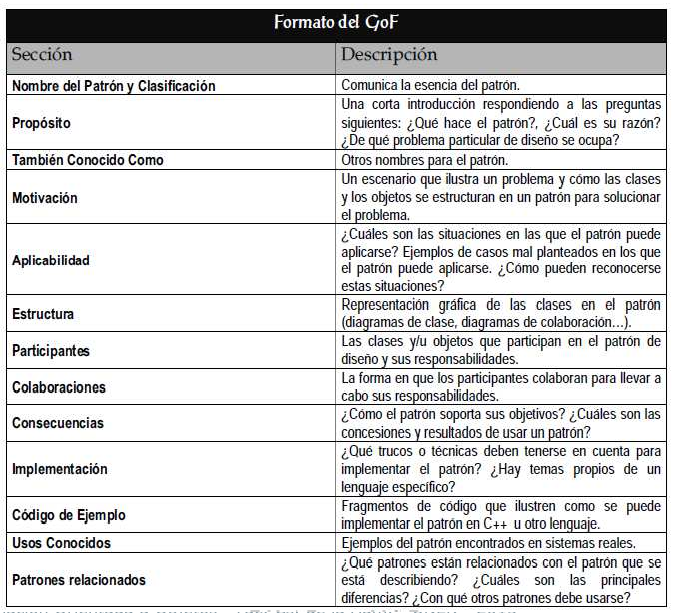 Formato del GoF
Sección Descripción
Nombre del Patrón y Clasificación Comunica la esencia del patrón.
Propósito
Una corta introducción respondiendo a las preguntas
siguientes: ¿Qué hace el patrón?, ¿Cuál es su razón?
¿De qué problema particular de diseño se ocupa?
También Conocido Como Otros nombres para el patrón.
Motivación
Un escenario que ilustra un problema y cómo las clases
y los objetos se estructuran en un patrón para solucionar
el problema.
Aplicabilidad
¿Cuáles son las situaciones en las que el patrón puede
aplicarse? Ejemplos de casos mal planteados en los que
el patrón puede aplicarse. ¿Cómo pueden reconocerse
estas situaciones?
Estructura
Representación gráfica de las clases en el patrón
(diagramas de clase, diagramas de colaboración...).
Participantes
Las clases y/u objetos que participan en el patrón de
diseño y sus responsabilidades.
Colaboraciones
La forma en que los participantes colaboran para llevar a
cabo sus responsabilidades.
Consecuencias
¿Cómo el patrón soporta sus objetivos? ¿Cuáles son las
concesiones y resultados de usar un patrón?
Implementación
¿Qué trucos o técnicas deben tenerse en cuenta para
implementar el patrón? ¿Hay temas propios de un
lenguaje específico?
Código de Ejemplo
Fragmentos de código que ilustren como se puede
implementar el patrón en C++ u otro lenguaje.
Usos Conocidos Ejemplos del patrón encontrados en sistemas reales.
Patrones relacionados
¿Qué patrones están relacionados con el patrón que se
está describiendo? ¿Cuáles son las principales
diferencias? ¿Con qué otros patrones debe usarse?